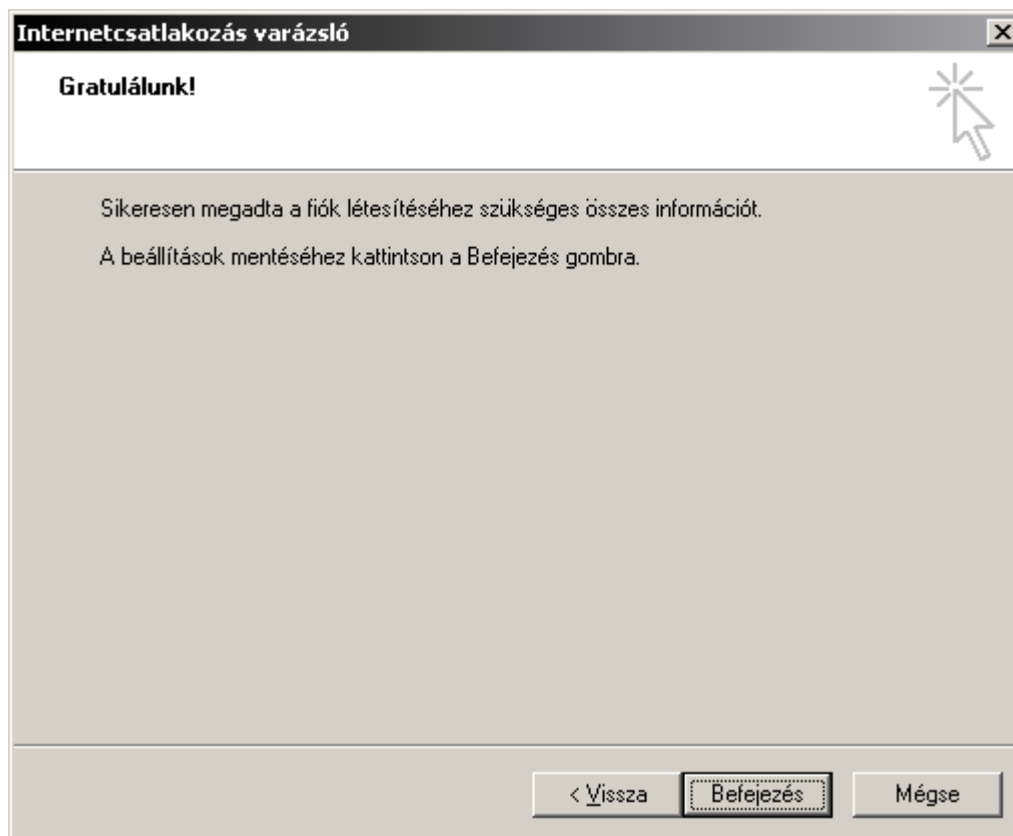 Internetcsatlakozás varázsló
Gratulálunk!
Sikeresen megadta a fiók létesítéséhez szükséges összes információt.
A beállítások mentéséhez kattintson a Befejezés gombra.
< Vissza Befejezés Mégse